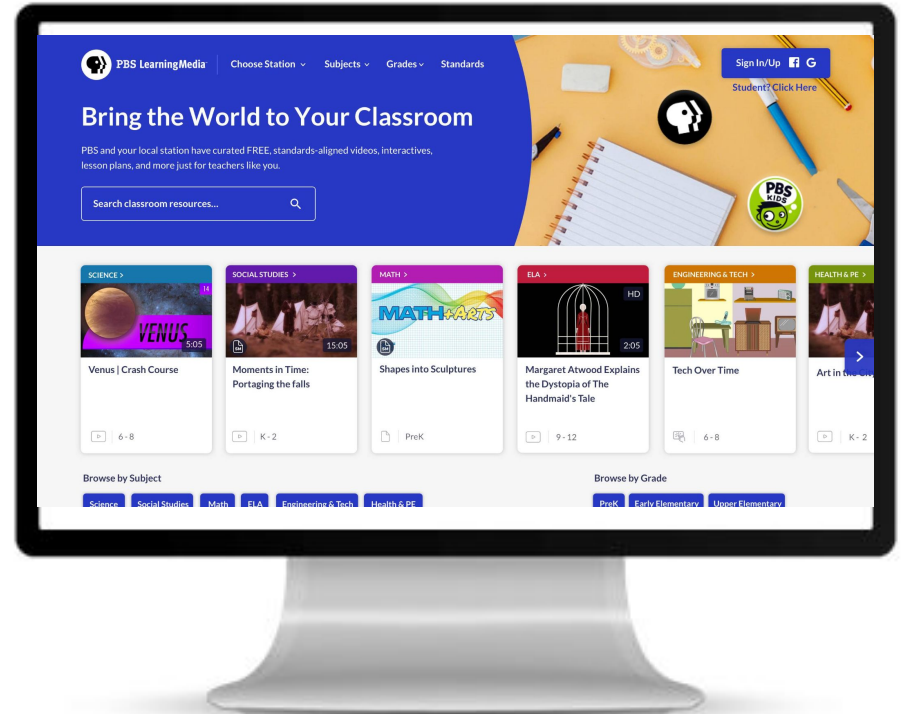 PBS LearningMedia
Choose Station
Subjects
Grades
Standards
Sign In/Up
Student? Click Here
Bring the World to Your Classroom
PBS and your local station have curated FREE, standards-aligned videos, interactives,
lesson plans, and more just for teachers like you.
Search classroom resources...
PBS
KIDS
SCIENCE >
14
VENUS
5:05
Venus | Crash Course
6 - 8
SOCIAL STUDIES >
SM
15:05
Moments in Time:
Portaging the falls
K - 2
MATH >
MATH+ARTS
SM
Shapes into Sculptures
PreK
ELA >
HD
2:05
Margaret Atwood Explains
the Dystopia of The
Handmaid's Tale
9 - 12
ENGINEERING & TECH >
Tech Over Time
6 - 8
HEALTH & PE >
Art in the
K - 2
Browse by Subject
Science
Social Studies
Math
ELA
Engineering & Tech
Health & PE
Browse by Grade
PreK
Early Elementary
Upper Elementary